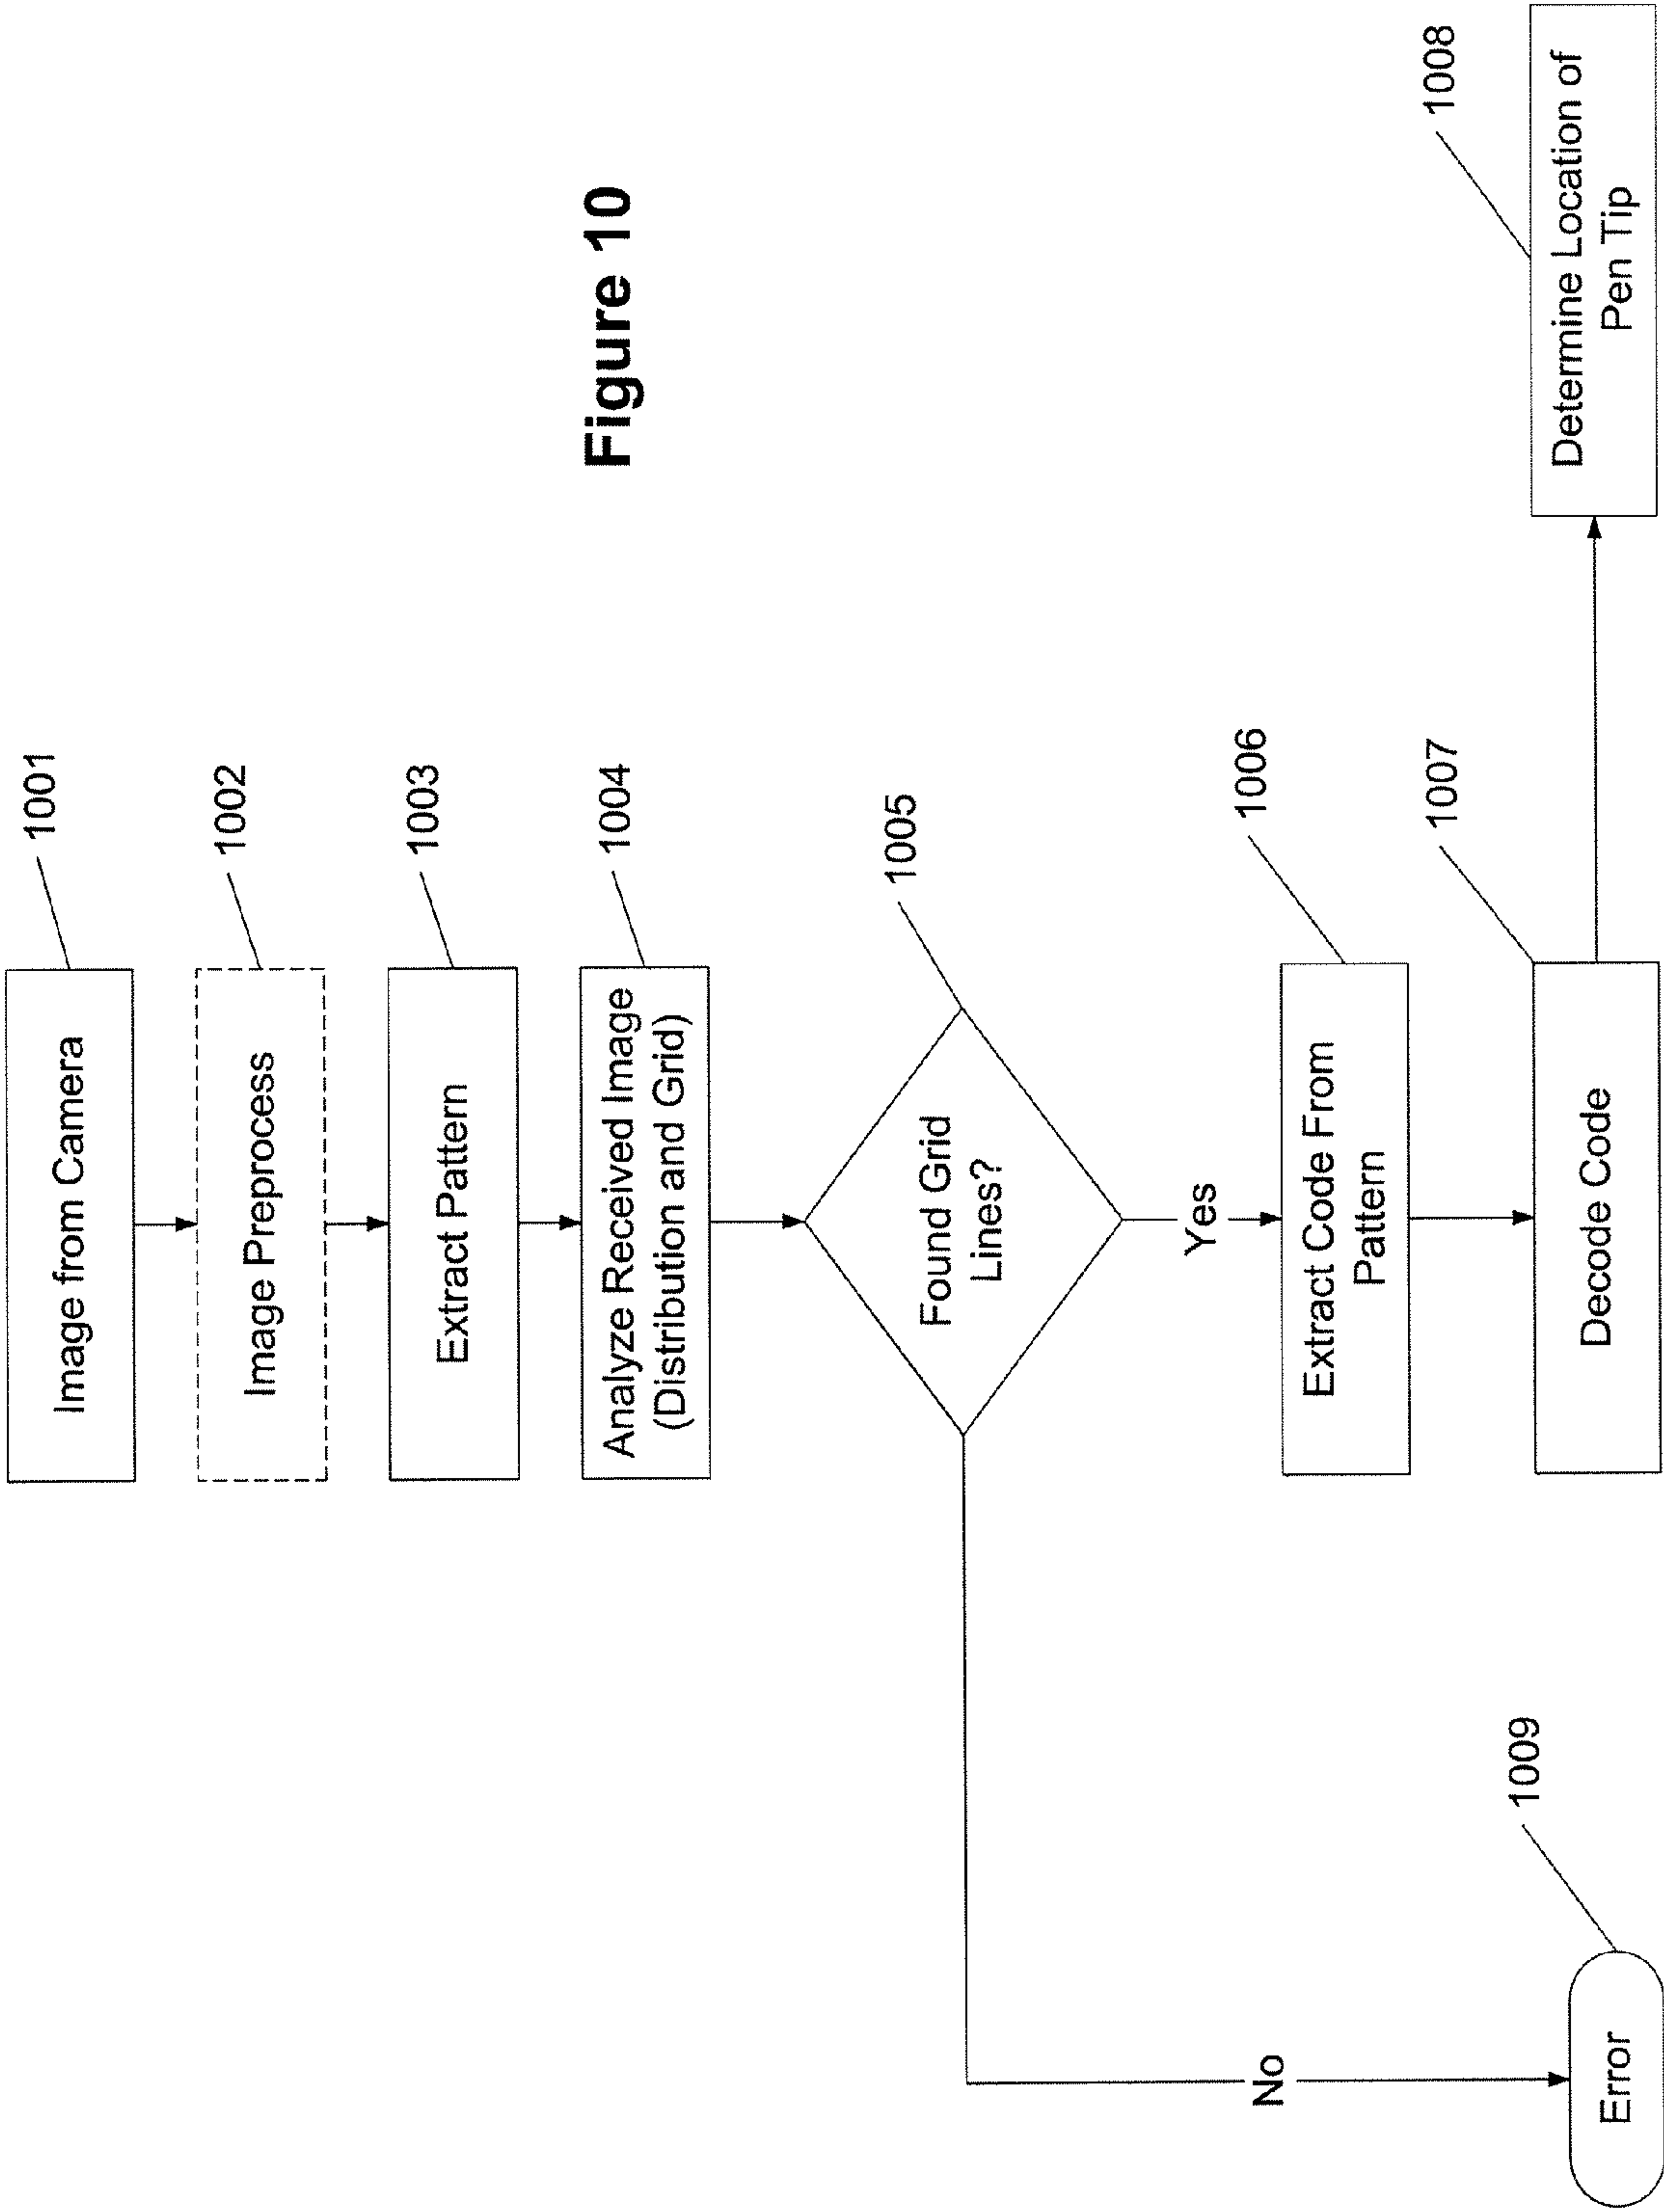 Image from Camera
1001
Image Preprocess
1002
Extract Pattern
1003
Analyze Received Image
(Distribution and Grid)
1004
Found Grid
Lines?
1005
Yes
No
Extract Code From
Pattern
1006
Decode Code
1007
Determine Location of
Pen Tip
1008
Error
1009
Figure 10